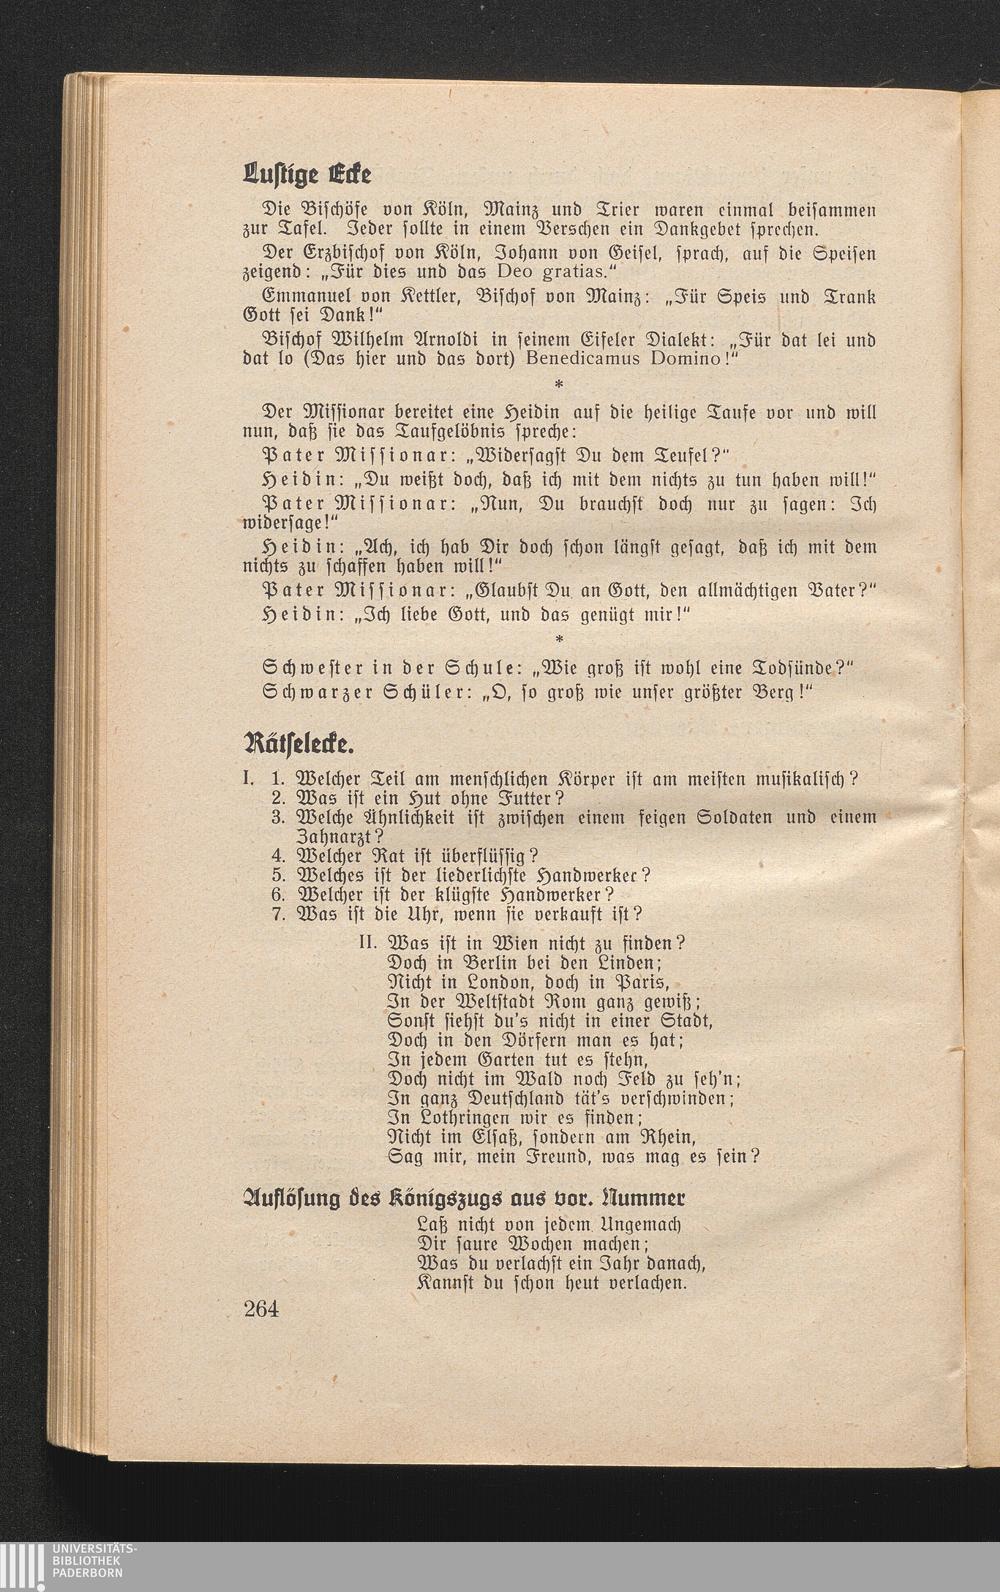 Lustige Ecke
Die Bischöfe von Köln, Mainz und Trier waren einmal beisammen
zur Tafel. Jeder sollte in einem Verschen ein Dankgebet sprechen.
Der Erzbischof von Köln, Johann von Geisel, sprach, auf die Speisen
zeigend: „Für dies und das Deo gratias.“
Emmanuel von Kettler, Bischof von Mainz: „Für Speis und Trank
Gott sei Dank!“
Bischof Wilhelm Arnoldi in seinem Eifeler Dialekt: „Für dat lei und
dat lo (Das hier und das dort) Benedicamus Domino!“
*
Der Missionar bereitet eine Heidin auf die heilige Taufe vor und will
nun, daß sie das Taufgelöbnis spreche:
Pater Missionar: „Widersagst Du dem Teufel?“
Heidin: „Du weißt doch, daß ich mit dem nichts zu tun haben will!“
Pater Missionar: „Nun, Du brauchst doch nur zu sagen: Ich
widersage!“
Heidin: „Ach, ich hab Dir doch schon längst gesagt, daß ich mit dem
nichts zu schaffen haben will!“
Pater Missionar: „Glaubst Du an Gott, den allmächtigen Vater?“
Heidin: „Ich liebe Gott, und das genügt mir!“
*
Schwester in der Schule: „Wie groß ist wohl eine Todsünde?“
Schwarzer Schüler: „O, so groß wie unser größter Berg!“
Rätselecke.
I. 1. Welcher Teil am menschlichen Körper ist am meisten musikalisch?
2. Was ist ein Hut ohne Futter?
3. Welche Ähnlichkeit ist zwischen einem feigen Soldaten und einem
Zahnarzt?
4. Welcher Rat ist überflüssig?
5. Welches ist der liederlichste Handwerker?
6. Welcher ist der klügste Handwerker?
7. Was ist die Uhr, wenn sie verkauft ist?
II. Was ist in Wien nicht zu finden?
Doch in Berlin bei den Linden;
Nicht in London, doch in Paris,
In der Weltstadt Rom ganz gewiß;
Sonst siehst du's nicht in einer Stadt,
Doch in den Dörfern man es hat;
In jedem Garten tut es stehn,
Doch nicht im Wald noch Feld zu seh'n;
In ganz Deutschland tät's verschwinden;
In Lothringen wir es finden;
Nicht im Elsaß, sondern am Rhein,
Sag mir, mein Freund, was mag es sein?
Auflösung des Königszugs aus vor. Nummer
Laß nicht von jedem Ungemach
Dir saure Wochen machen;
Was du verlachst ein Jahr danach,
Kannst du schon heut verlachen.
264
UNIVERSITÄTS-
BIBLIOTHEK
PADERBORN